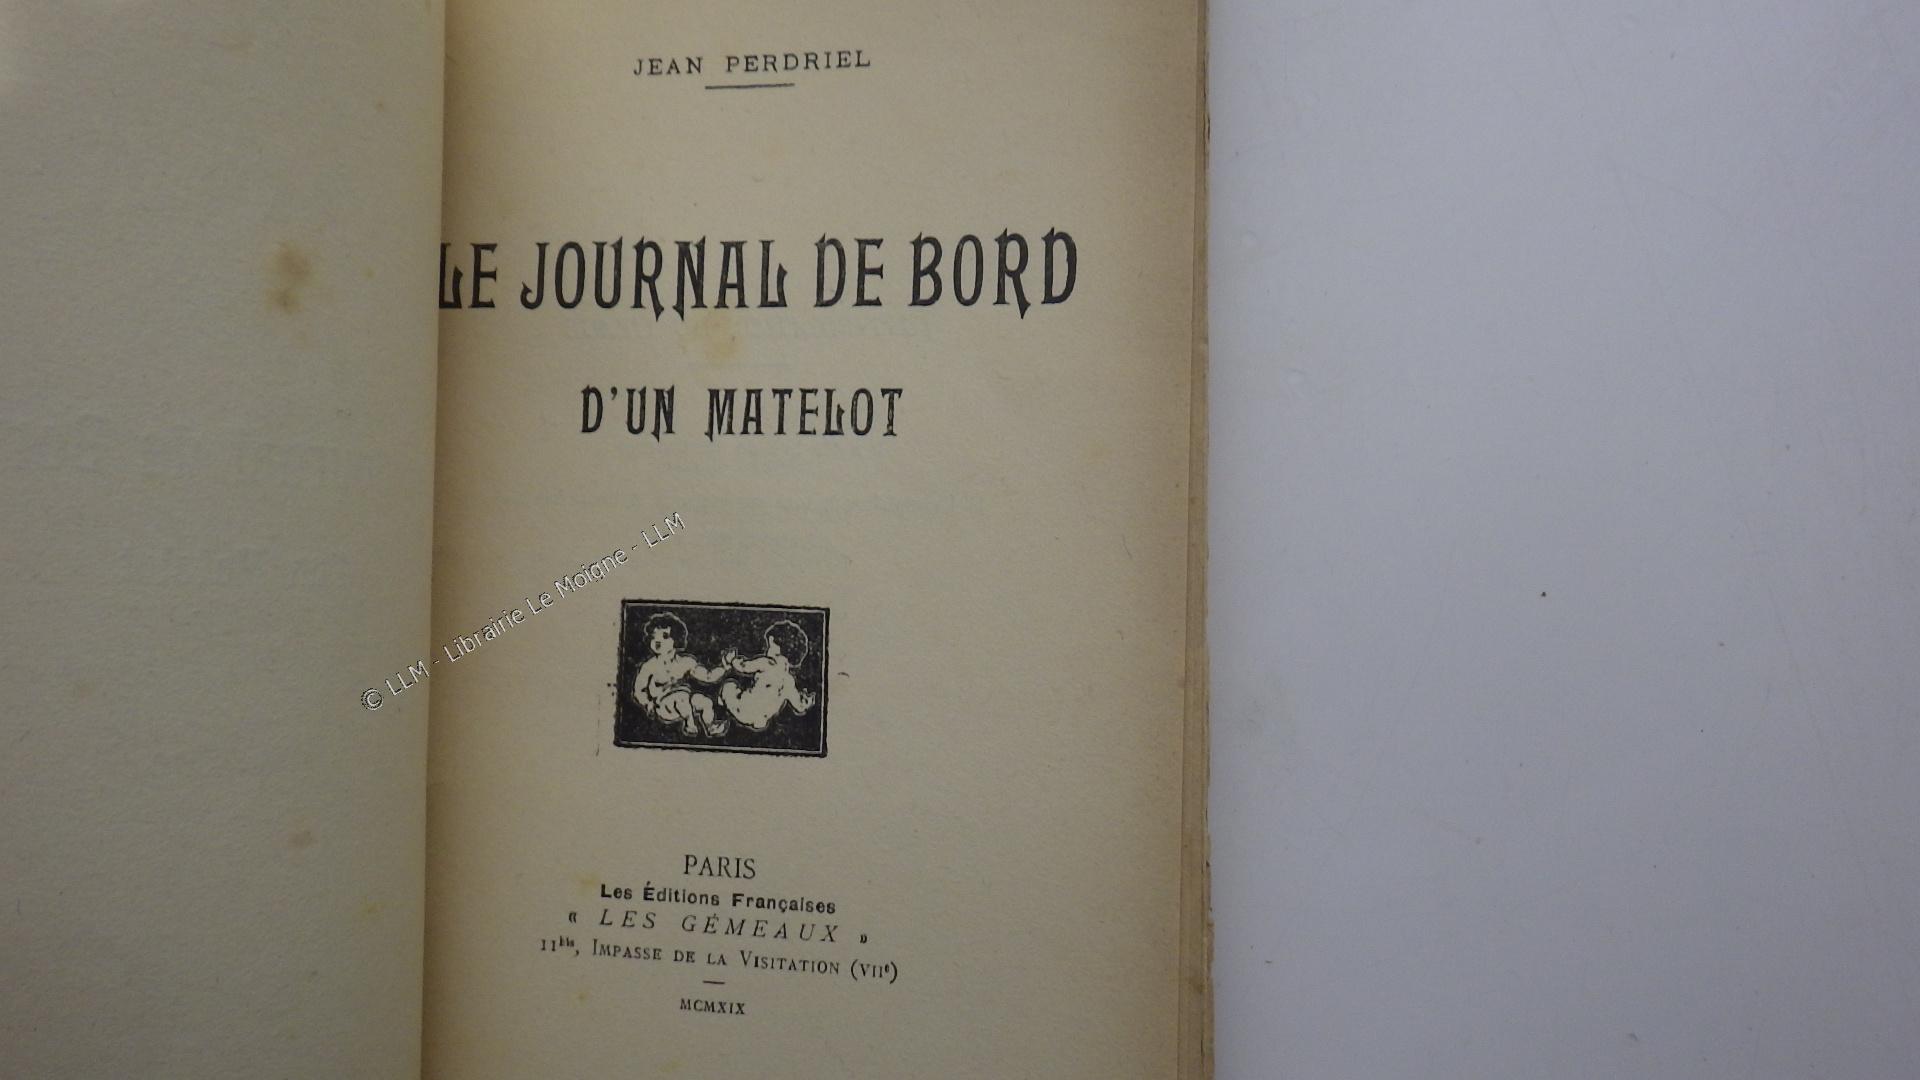 JEAN PERDRIEL
LE JOURNAL DE BORD
D'UN MATELOT
© LLM - Librairie Le Moigne - LLM
PARIS
Les Éditions Françaises
« LES GÉMEAUX »
11bis, IMPASSE DE LA VISITATION (VIIe)
MCMXIX